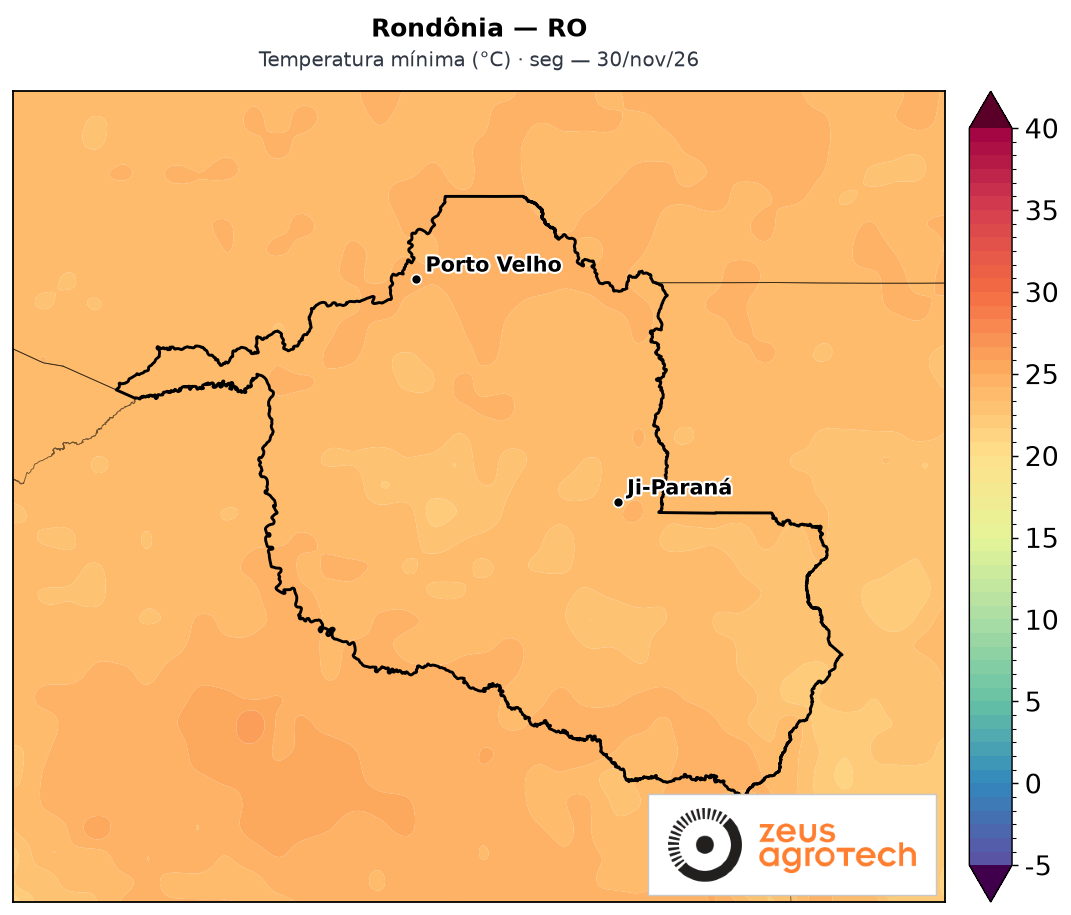 Rondônia — RO
Temperatura mínima (°C) · seg — 30/nov/26
40
35
30
25
20
15
10
5
0
-5
Porto Velho
Ji-Paraná
zeus
agrotech